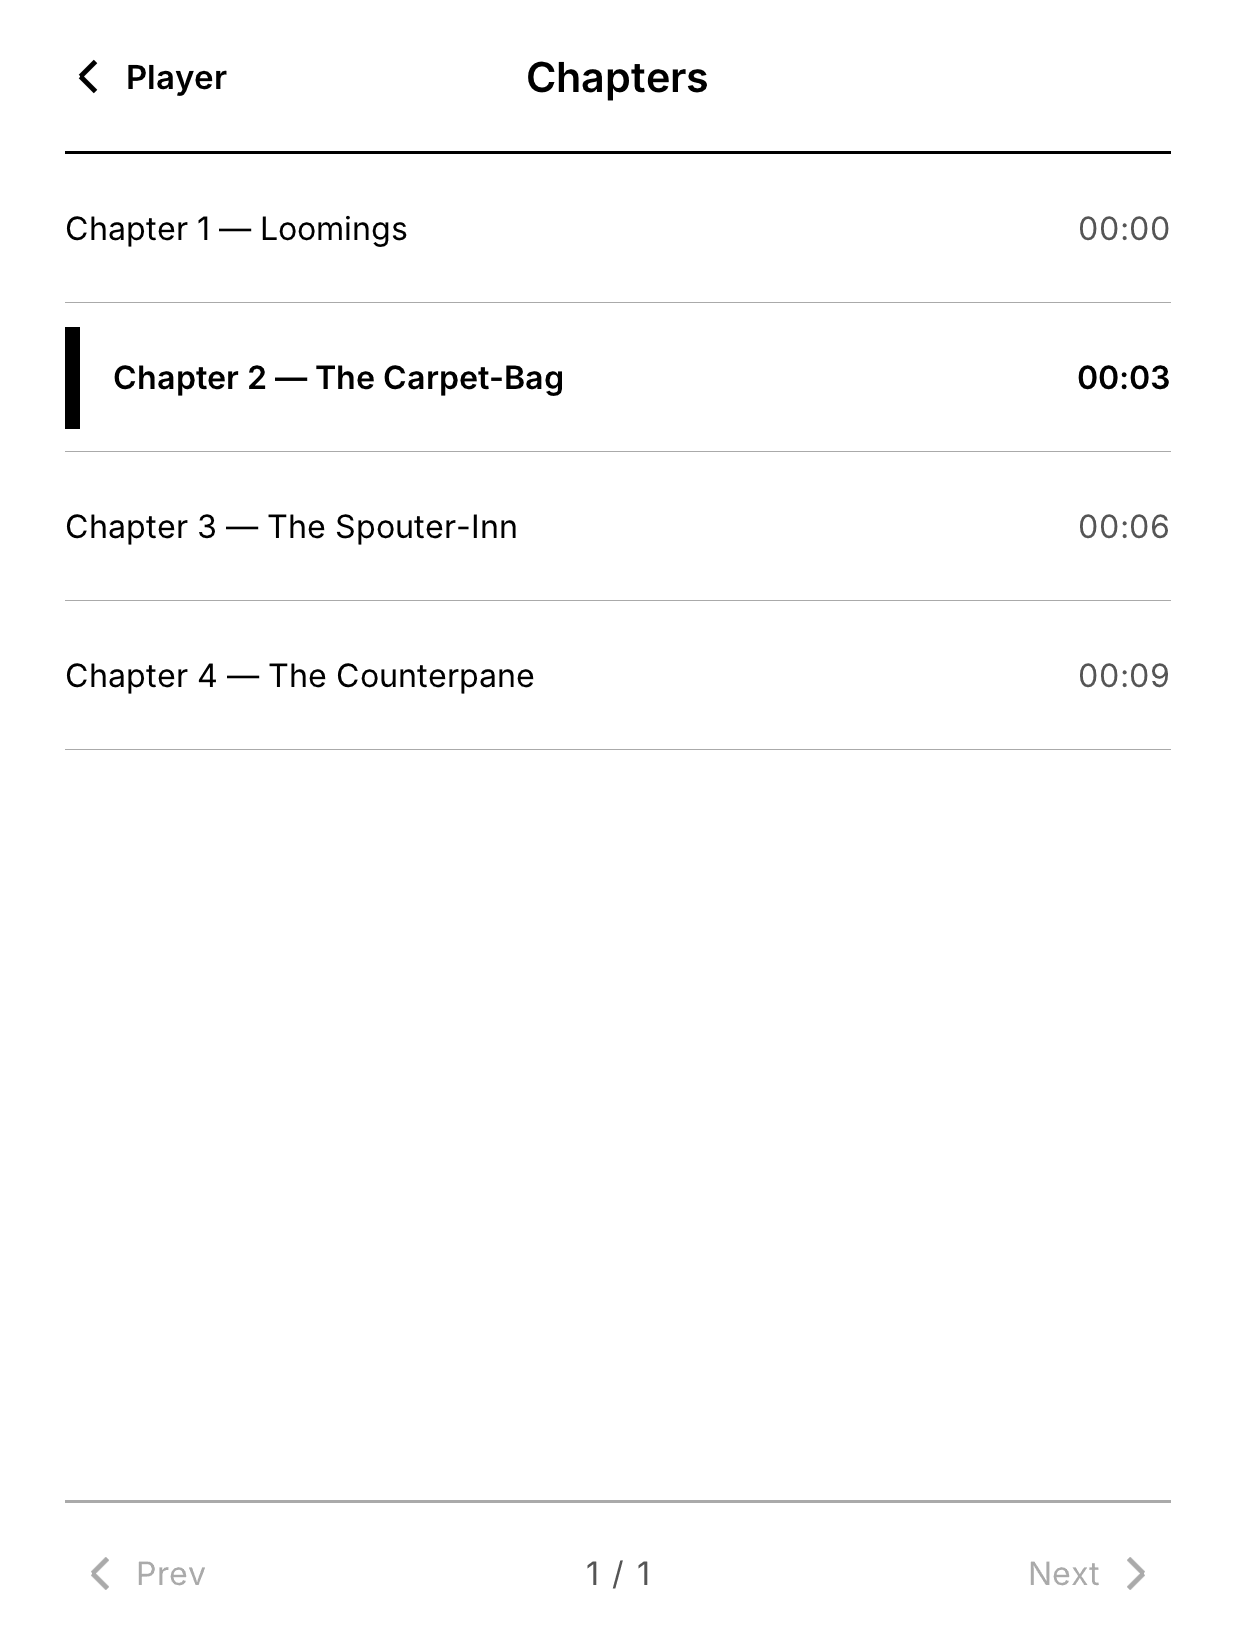 Player
Chapters
Chapter 1 — Loomings 00:00
Chapter 2 — The Carpet-Bag 00:03
Chapter 3 — The Spouter-Inn 00:06
Chapter 4 — The Counterpane 00:09
Prev 1 / 1 Next